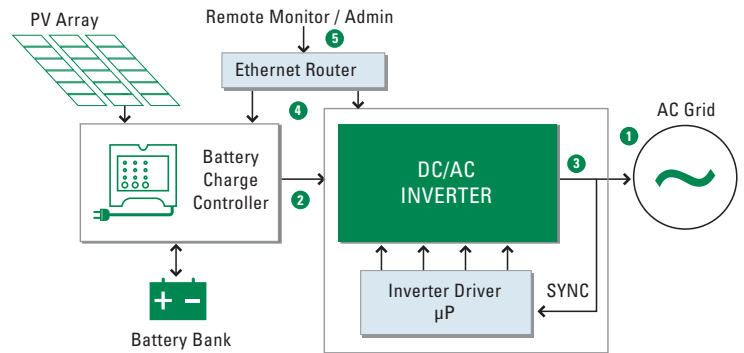 PV Array
Remote Monitor / Admin
5
Ethernet Router
4
1
AC Grid
Battery
Charge
Controller
2
DC/AC
INVERTER
3
Inverter Driver
µP
SYNC
Battery Bank